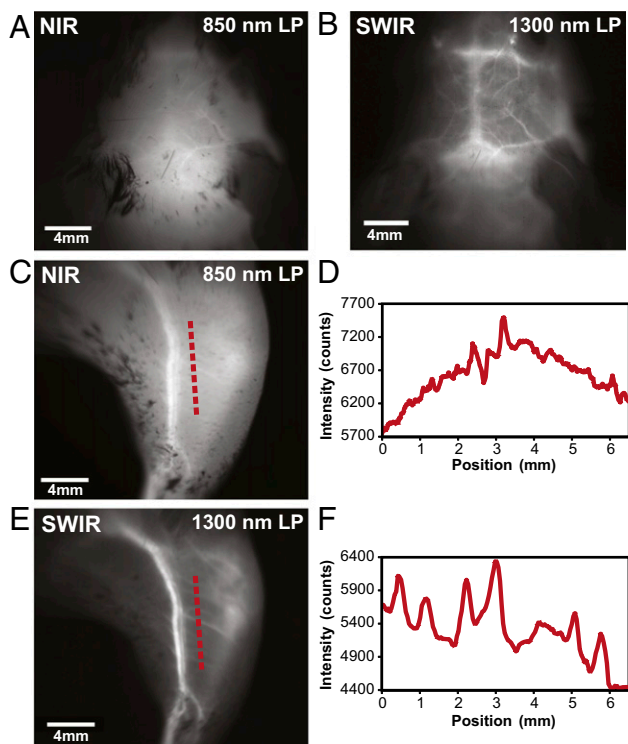 A
NIR 850 nm LP
4mm
B
SWIR 1300 nm LP
4mm
C
NIR 850 nm LP
4mm
D
7700
7200
6700
6200
5700
Intensity (counts)
0 1 2 3 4 5 6
Position (mm)
E
SWIR 1300 nm LP
4mm
F
6400
5900
5400
4900
4400
Intensity (counts)
0 1 2 3 4 5 6
Position (mm)